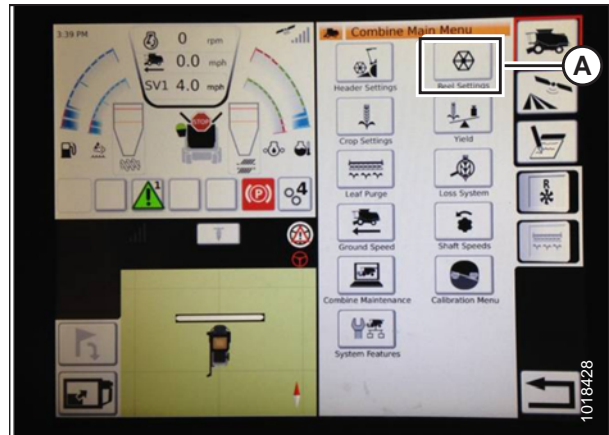 3:39 PM
0 rpm
0.0 mph
SV1 4.0 mph
STOP
1
(P)
4
Combine Main Menu
Header Settings
Reel Settings
A
Crop Settings
Yield
Leaf Purge
Loss System
R
Ground Speed
Shaft Speeds
Combine Maintenance
Calibration Menu
System Features
1018428